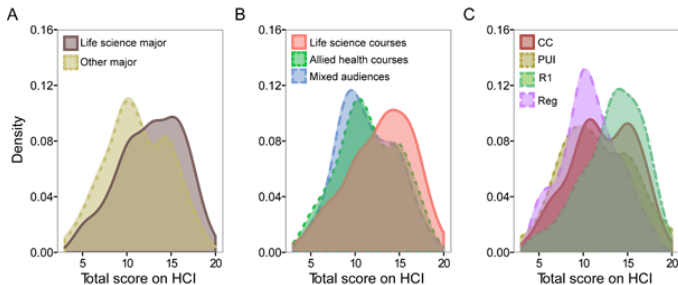 A
Life science major
Other major
Density
0.16
0.12
0.08
0.04
0.00
5
10
15
20
Total score on HCI
B
Life science courses
Allied health courses
Mixed audiences
0.16
0.12
0.08
0.04
0.00
5
10
15
20
Total score on HCI
C
CC
PUI
R1
Reg
0.16
0.12
0.08
0.04
0.00
5
10
15
20
Total score on HCI